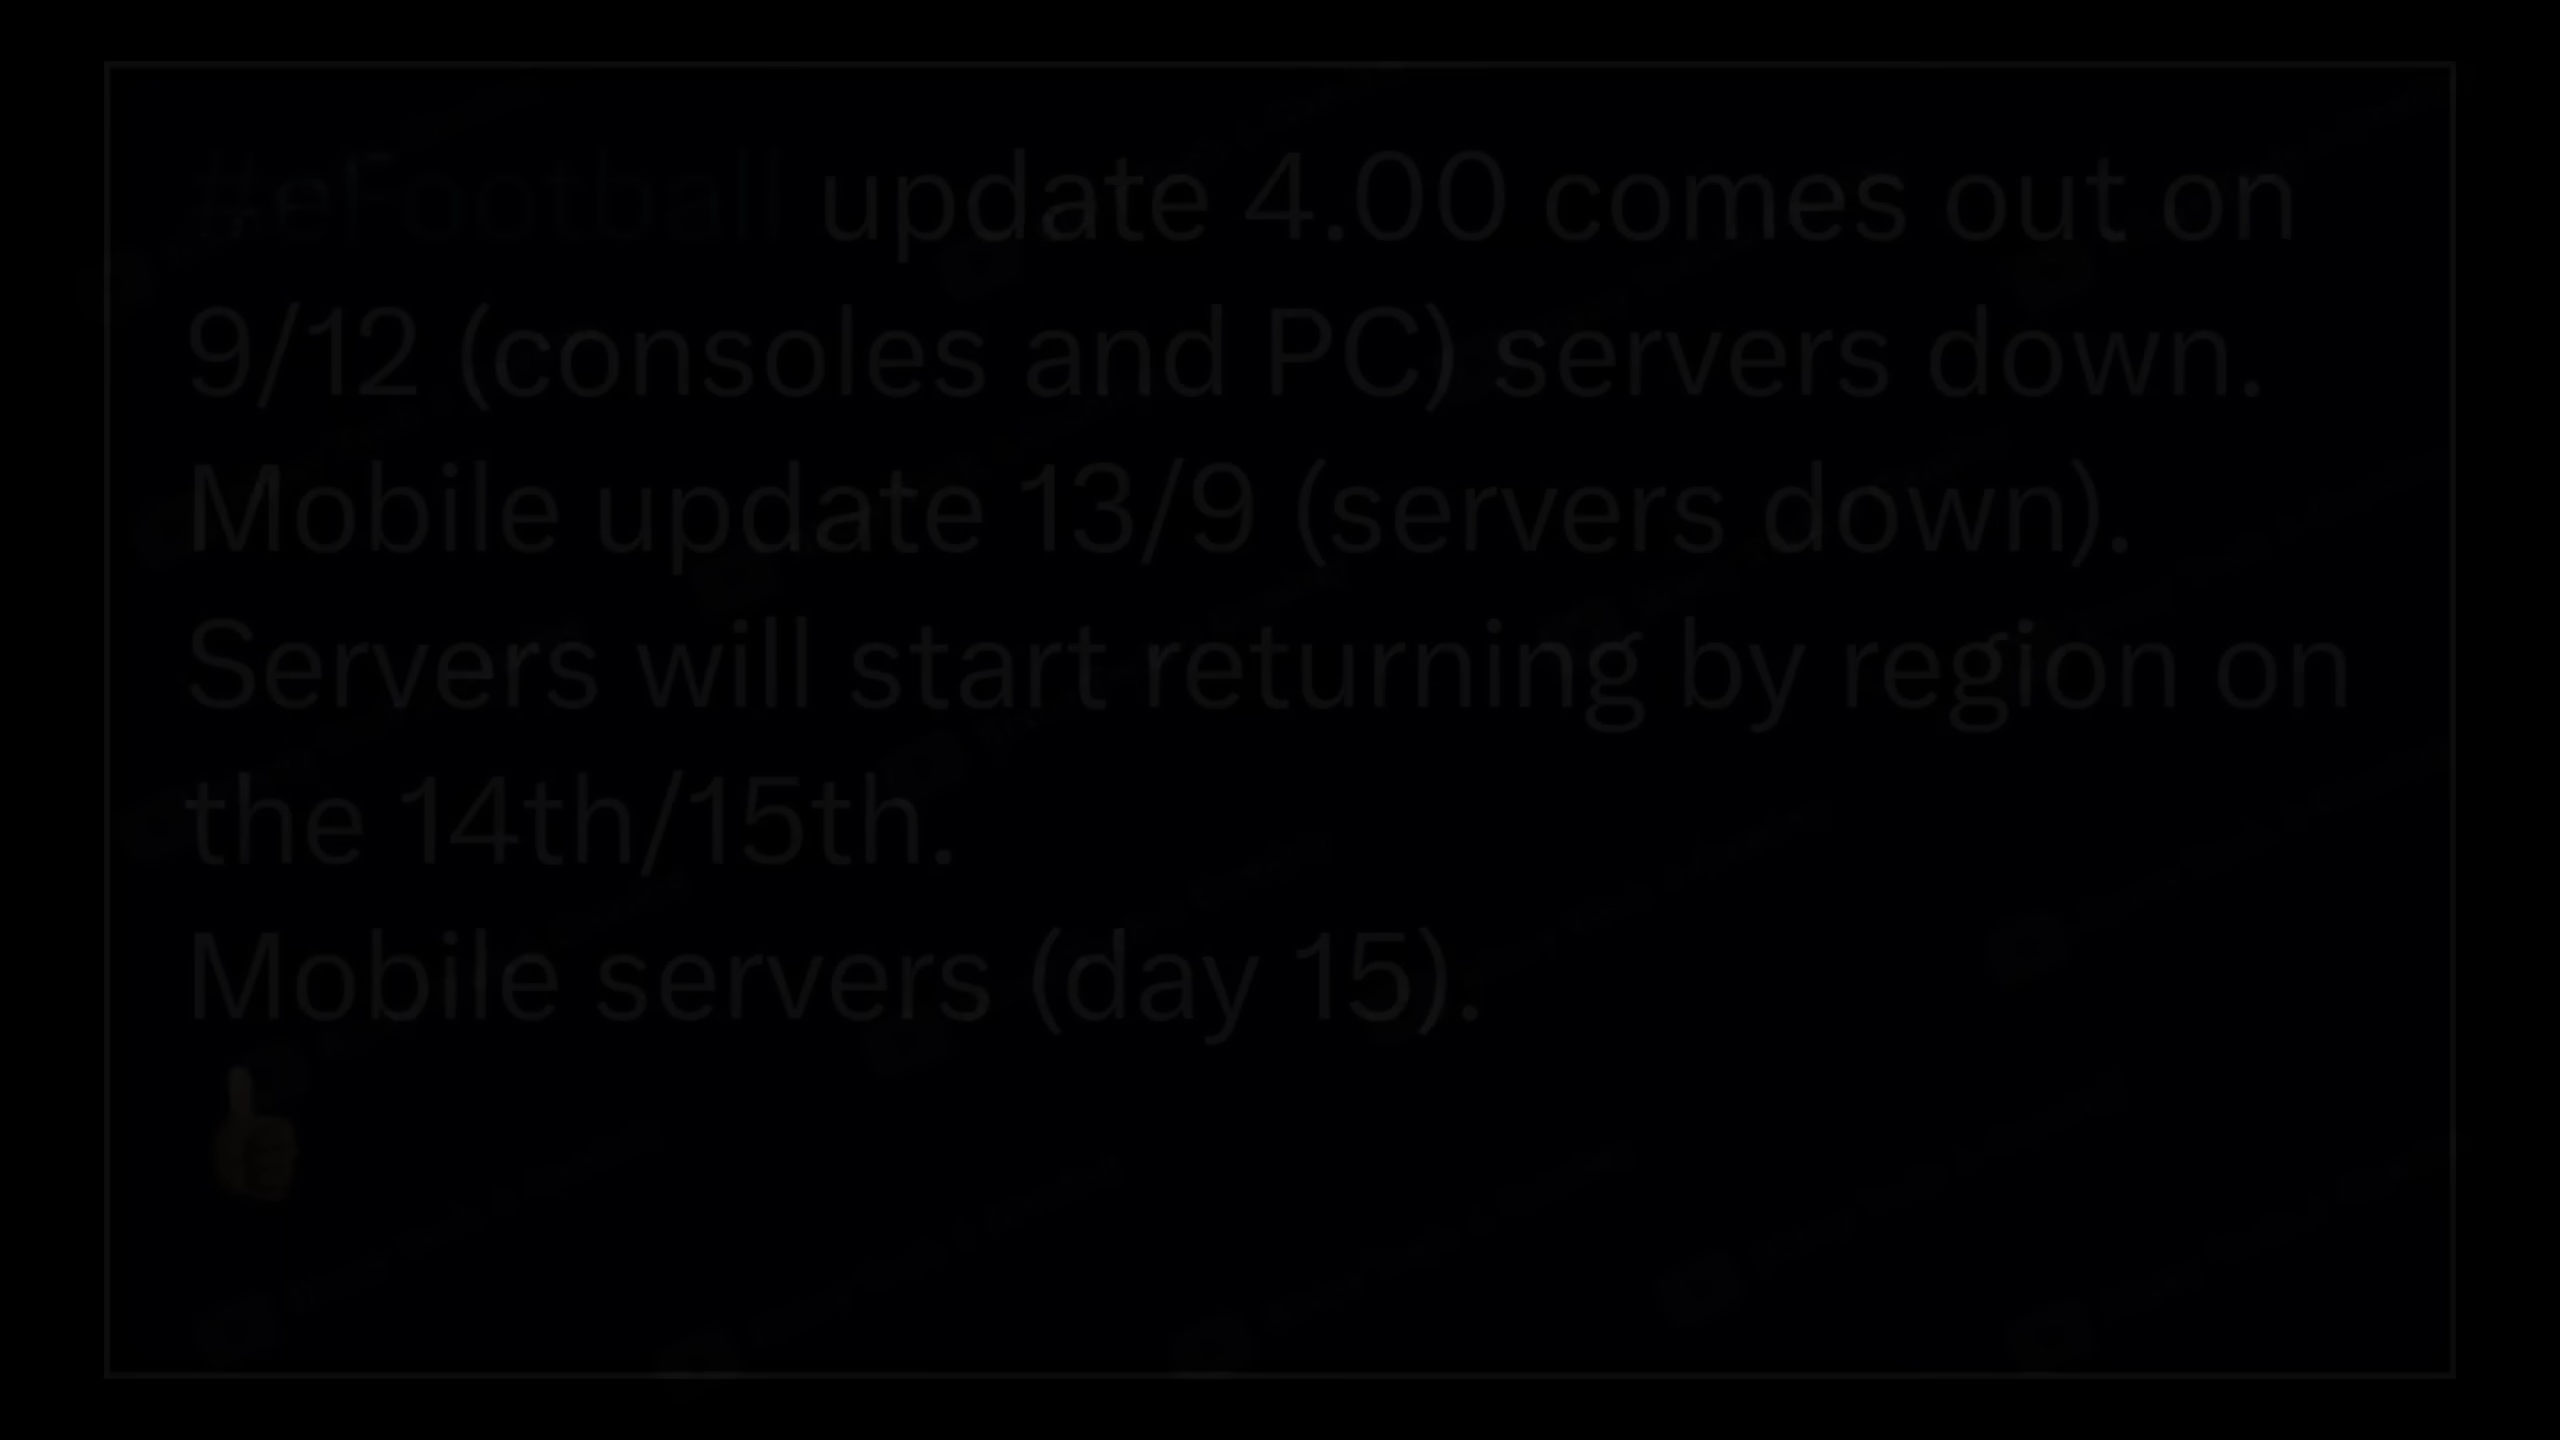 #eFootball update 4.00 comes out on
9/12 (consoles and PC) servers down.
Mobile update 13/9 (servers down).
Servers will start returning by region on
the 14th/15th.
Mobile servers (day 15).